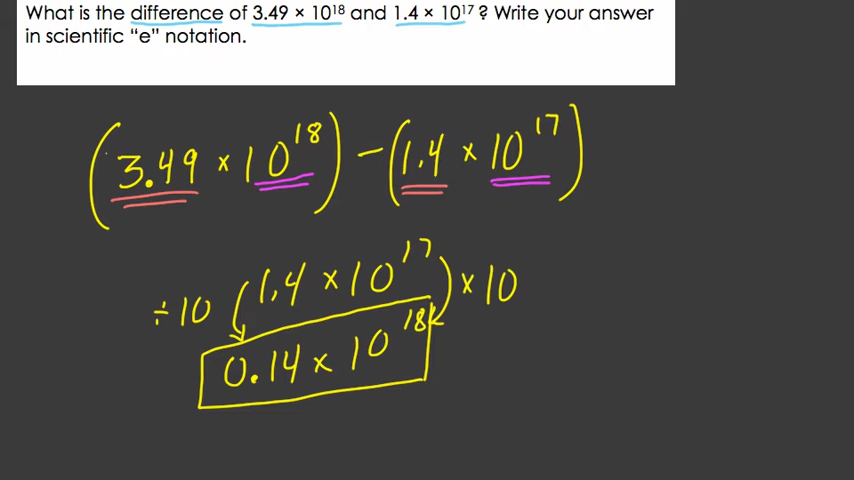 What is the difference of 3.49 × 10¹⁸ and 1.4 × 10¹⁷? Write your answer
in scientific “e” notation.
(3.49 × 10¹⁸) − (1.4 × 10¹⁷)
÷10 (1.4 × 10¹⁷) × 10
0.14 × 10¹⁸